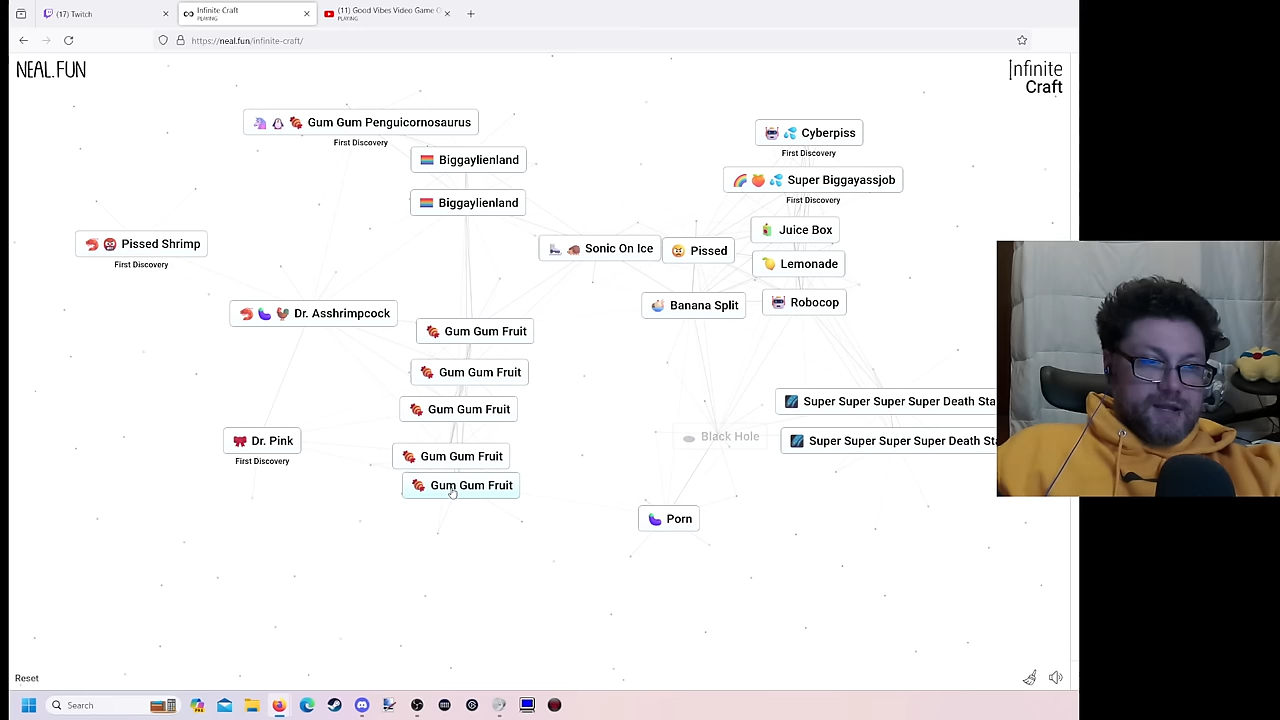 (17) Twitch
Infinite Craft
PLAYING
(11) Good Vibes Video Game
PLAYING
https://neal.fun/infinite-craft/
NEAL.FUN
Infinite
Craft
Gum Gum Penguicornosaurus
First Discovery
Biggaylienland
Biggaylienland
Cyberpiss
First Discovery
Super Biggayassjob
First Discovery
Juice Box
Pissed Shrimp
First Discovery
Sonic On Ice
Pissed
Lemonade
Banana Split
Robocop
Dr. Asshrimpcock
Gum Gum Fruit
Gum Gum Fruit
Gum Gum Fruit
Super Super Super Super Death Sta
Dr. Pink
First Discovery
Black Hole
Super Super Super Super Death Sta
Gum Gum Fruit
Gum Gum Fruit
Porn
Reset
Search